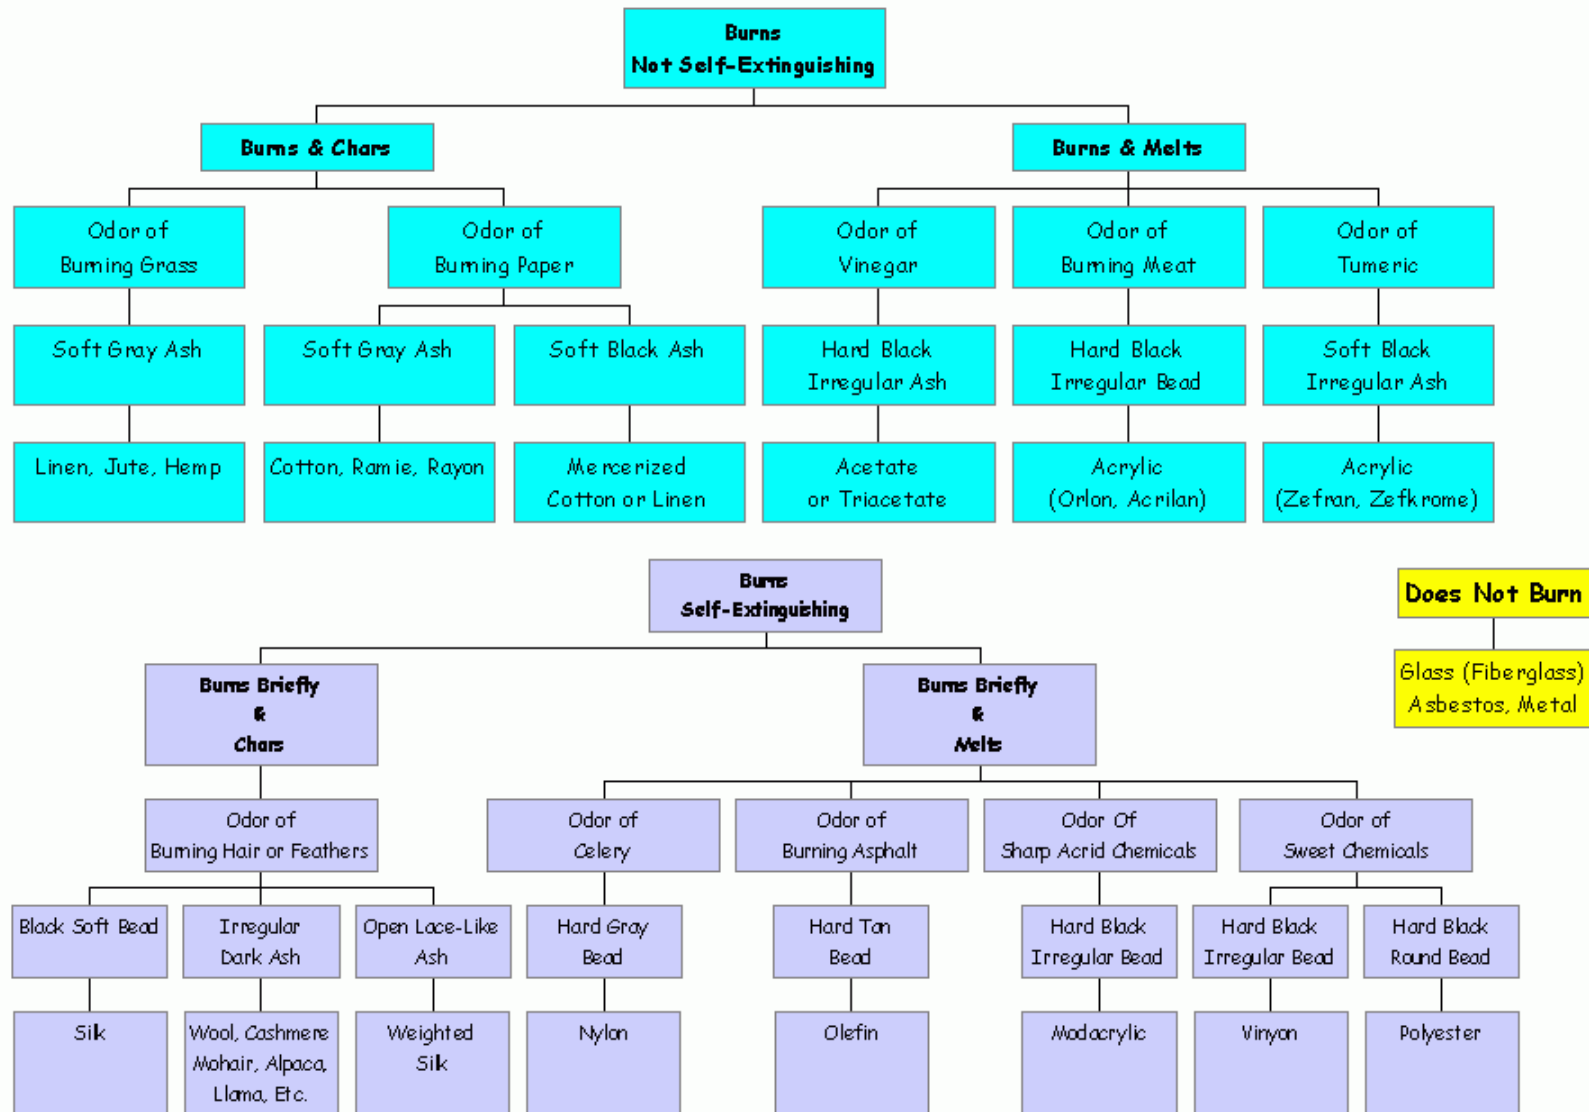 Burns
Not Self-Extinguishing
Burns & Chars
Burns & Melts
Odor of
Burning Grass
Odor of
Burning Paper
Odor of
Vinegar
Odor of
Burning Meat
Odor of
Tumeric
Soft Gray Ash
Soft Gray Ash
Soft Black Ash
Hard Black
Irregular Ash
Hard Black
Irregular Bead
Soft Black
Irregular Ash
Linen, Jute, Hemp
Cotton, Ramie, Rayon
Mercerized
Cotton or Linen
Acetate
or Triacetate
Acrylic
(Orlon, Acrilan)
Acrylic
(Zefran, Zefkrome)
Burns
Self-Extinguishing
Does Not Burn
Glass (Fiberglass)
Asbestos, Metal
Burns Briefly
&
Chars
Burns Briefly
&
Melts
Odor of
Burning Hair or Feathers
Odor of
Celery
Odor of
Burning Asphalt
Odor Of
Sharp Acrid Chemicals
Odor of
Sweet Chemicals
Black Soft Bead
Irregular
Dark Ash
Open Lace-Like
Ash
Hard Gray
Bead
Hard Tan
Bead
Hard Black
Irregular Bead
Hard Black
Irregular Bead
Hard Black
Round Bead
Silk
Wool, Cashmere
Mohair, Alpaca,
Llama, Etc.
Weighted
Silk
Nylon
Olefin
Modacrylic
Vinyon
Polyester